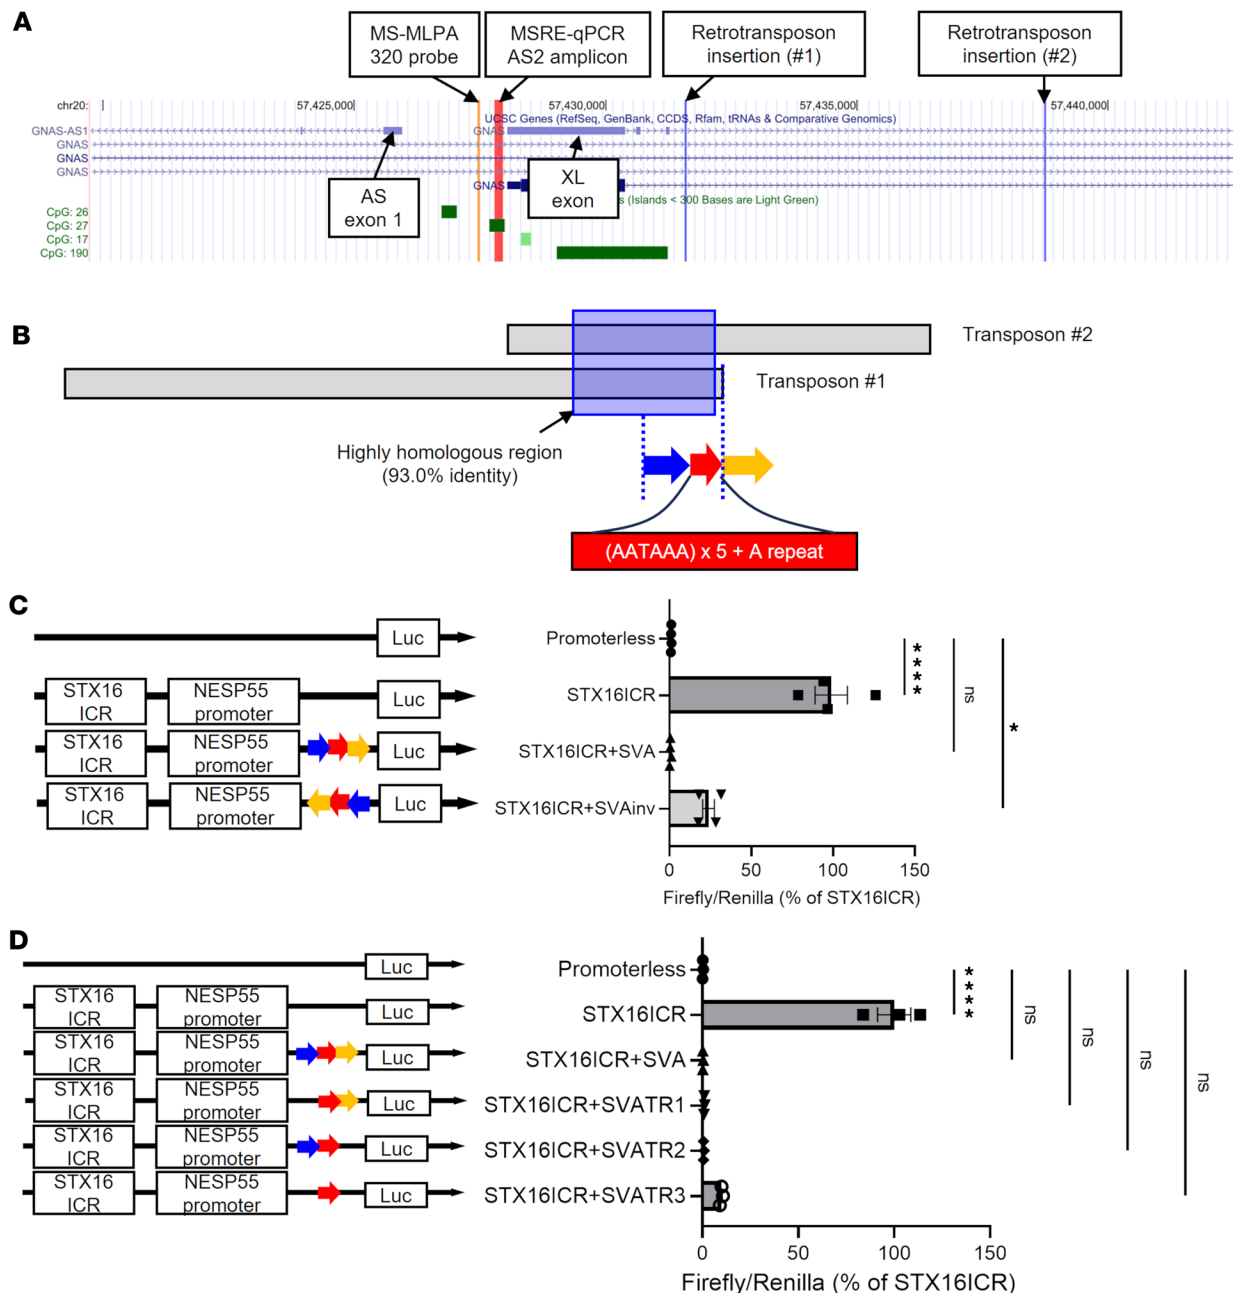 A
MS-MLPA
320 probe
MSRE-qPCR
AS2 amplicon
Retrotransposon
insertion (#1)
Retrotransposon
insertion (#2)
chr20:
57,425,000
57,430,000
57,435,000
57,440,000
UCSC Genes (RefSeq, GenBank, CCDS, Rfam, tRNAs & Comparative Genomics)
GNAS-AS1
GNAS
GNAS
GNAS
GNAS
GNAS
AS
exon 1
XL
exon
s (Islands < 300 Bases are Light Green)
CpG: 26
CpG: 27
CpG: 17
CpG: 190
B
Transposon #2
Transposon #1
Highly homologous region
(93.0% identity)
(AATAAA) x 5 + A repeat
C
Luc
STX16
ICR
NESP55
promoter
Luc
STX16
ICR
NESP55
promoter
Luc
STX16
ICR
NESP55
promoter
Luc
Promoterless
STX16ICR
STX16ICR+SVA
STX16ICR+SVAinv
****
ns
*
0 50 100 150
Firefly/Renilla (% of STX16ICR)
D
Luc
STX16
ICR
NESP55
promoter
Luc
STX16
ICR
NESP55
promoter
Luc
STX16
ICR
NESP55
promoter
Luc
STX16
ICR
NESP55
promoter
Luc
STX16
ICR
NESP55
promoter
Luc
Promoterless
STX16ICR
STX16ICR+SVA
STX16ICR+SVATR1
STX16ICR+SVATR2
STX16ICR+SVATR3
****
ns
ns
ns
ns
0 50 100 150
Firefly/Renilla (% of STX16ICR)